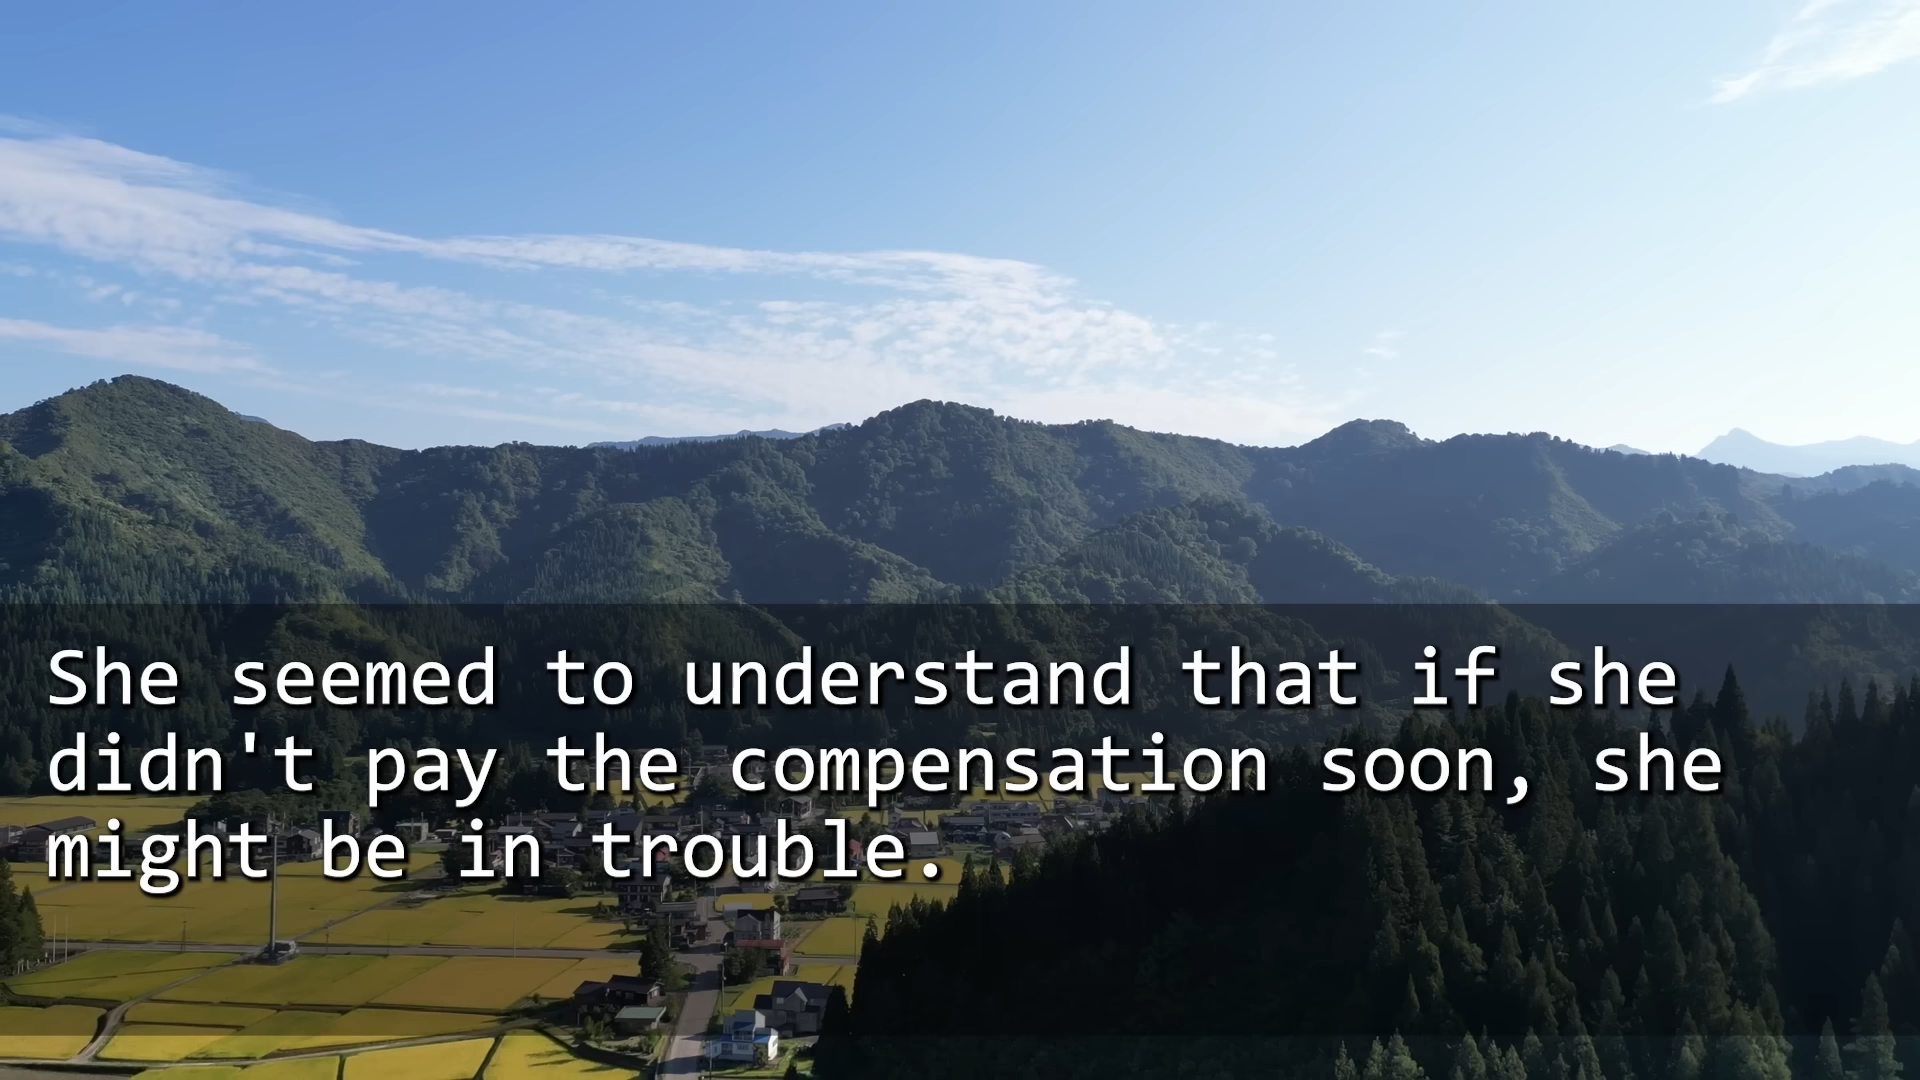 She seemed to understand that if she
didn't pay the compensation soon, she
might be in trouble.